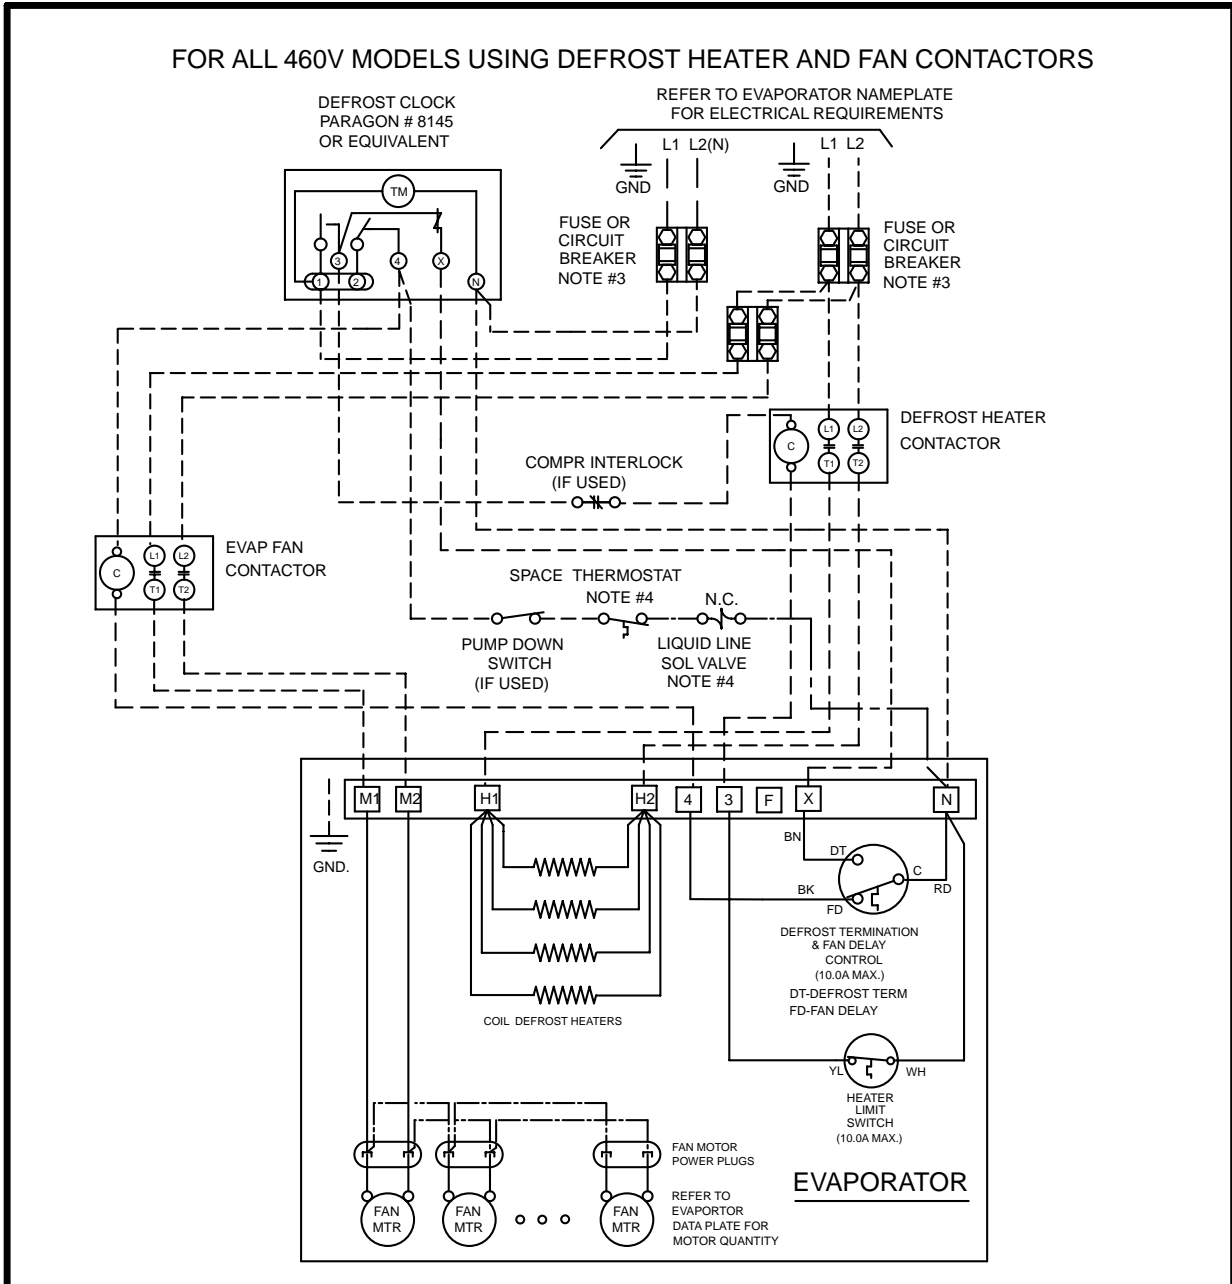 FOR ALL 460V MODELS USING DEFROST HEATER AND FAN CONTACTORS
DEFROST CLOCK
PARAGON # 8145
OR EQUIVALENT
REFER TO EVAPORATOR NAMEPLATE
FOR ELECTRICAL REQUIREMENTS
L1 L2(N)
L1 L2
GND
GND
TM
3
4
X
1
2
N
FUSE OR
CIRCUIT
BREAKER
NOTE #3
FUSE OR
CIRCUIT
BREAKER
NOTE #3
C
L1 L2
T1 T2
DEFROST HEATER
CONTACTOR
COMPR INTERLOCK
(IF USED)
C
L1 L2
T1 T2
EVAP FAN
CONTACTOR
SPACE THERMOSTAT
NOTE #4
N.C.
PUMP DOWN
SWITCH
(IF USED)
LIQUID LINE
SOL VALVE
NOTE #4
M1 M2 H1 H2 4 3 F X N
GND.
BN
DT
C
RD
BK
FD
DEFROST TERMINATION
& FAN DELAY
CONTROL
(10.0A MAX.)
DT-DEFROST TERM
FD-FAN DELAY
COIL DEFROST HEATERS
YL
WH
HEATER
LIMIT
SWITCH
(10.0A MAX.)
FAN MOTOR
POWER PLUGS
EVAPORATOR
REFER TO
EVAPORTOR
DATA PLATE FOR
MOTOR QUANTITY
FAN
MTR
FAN
MTR
FAN
MTR